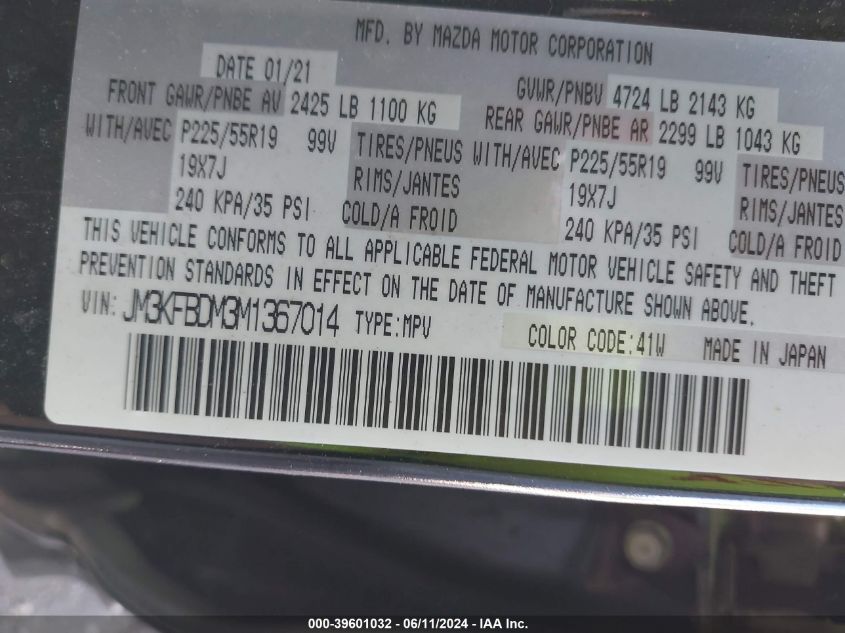 MFD. BY MAZDA MOTOR CORPORATION
DATE 01/21
GVWR/PNBV 4724 LB 2143 KG
FRONT GAWR/PNBE AV 2425 LB 1100 KG
REAR GAWR/PNBE AR 2299 LB 1043 KG
WITH/AVEC P225/55R19 99V TIRES/PNEUS WITH/AVEC P225/55R19 99V TIRES/PNEUS
19X7J RIMS/JANTES 19X7J RIMS/JANTES
240 KPA/35 PSI COLD/A FROID 240 KPA/35 PSI COLD/A FROID
THIS VEHICLE CONFORMS TO ALL APPLICABLE FEDERAL MOTOR VEHICLE SAFETY AND THEFT
PREVENTION STANDARDS IN EFFECT ON THE DATE OF MANUFACTURE SHOWN ABOVE.
VIN: JM3KFBDM3M1367014 TYPE:MPV COLOR CODE:41W MADE IN JAPAN
000-39601032 - 06/11/2024 - IAA Inc.